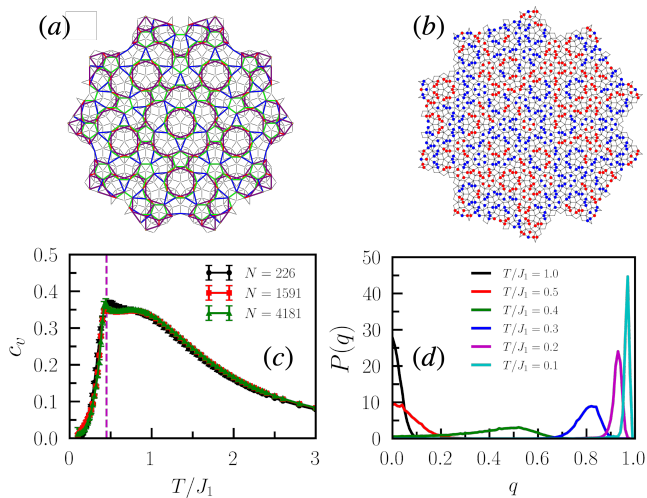 (a)
(b)
0.5
0.4
0.3
0.2
0.1
0.0
c_v
N = 226
N = 1591
N = 4181
(c)
0
1
2
3
T/J_1
50
40
30
20
10
0
P(q)
T/J_1 = 1.0
T/J_1 = 0.5
T/J_1 = 0.4
T/J_1 = 0.3
T/J_1 = 0.2
T/J_1 = 0.1
(d)
0.0
0.2
0.4
0.6
0.8
1.0
q